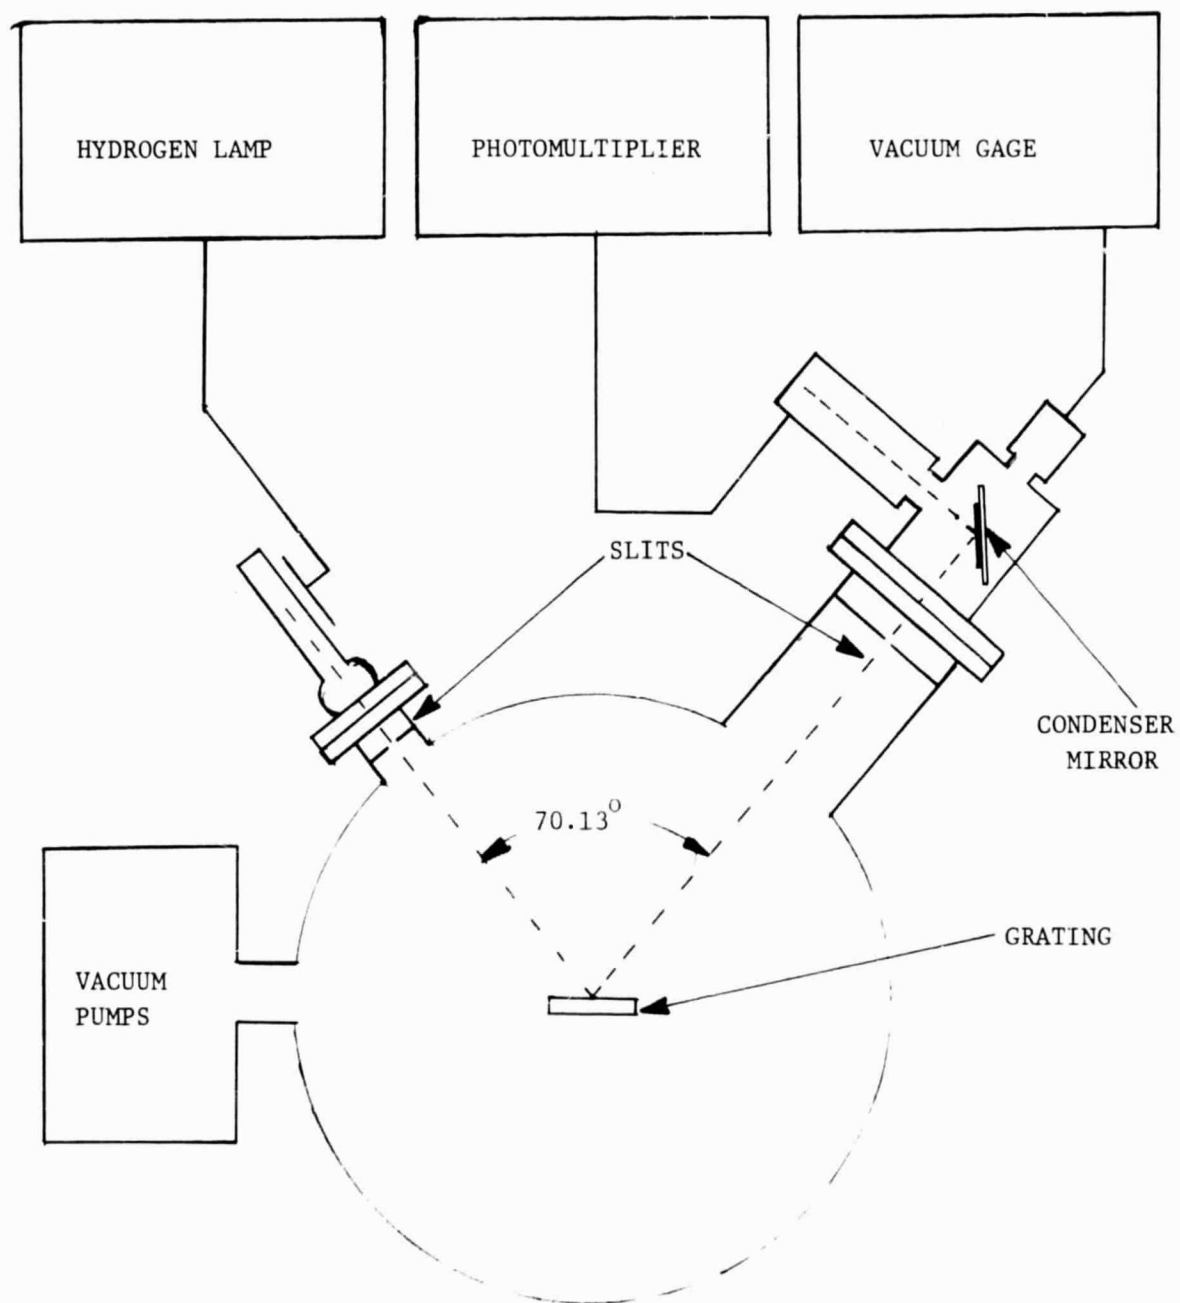 HYDROGEN LAMP
PHOTOMULTIPLIER
VACUUM GAGE
SLITS
CONDENSER
MIRROR
70.13°
GRATING
VACUUM
PUMPS